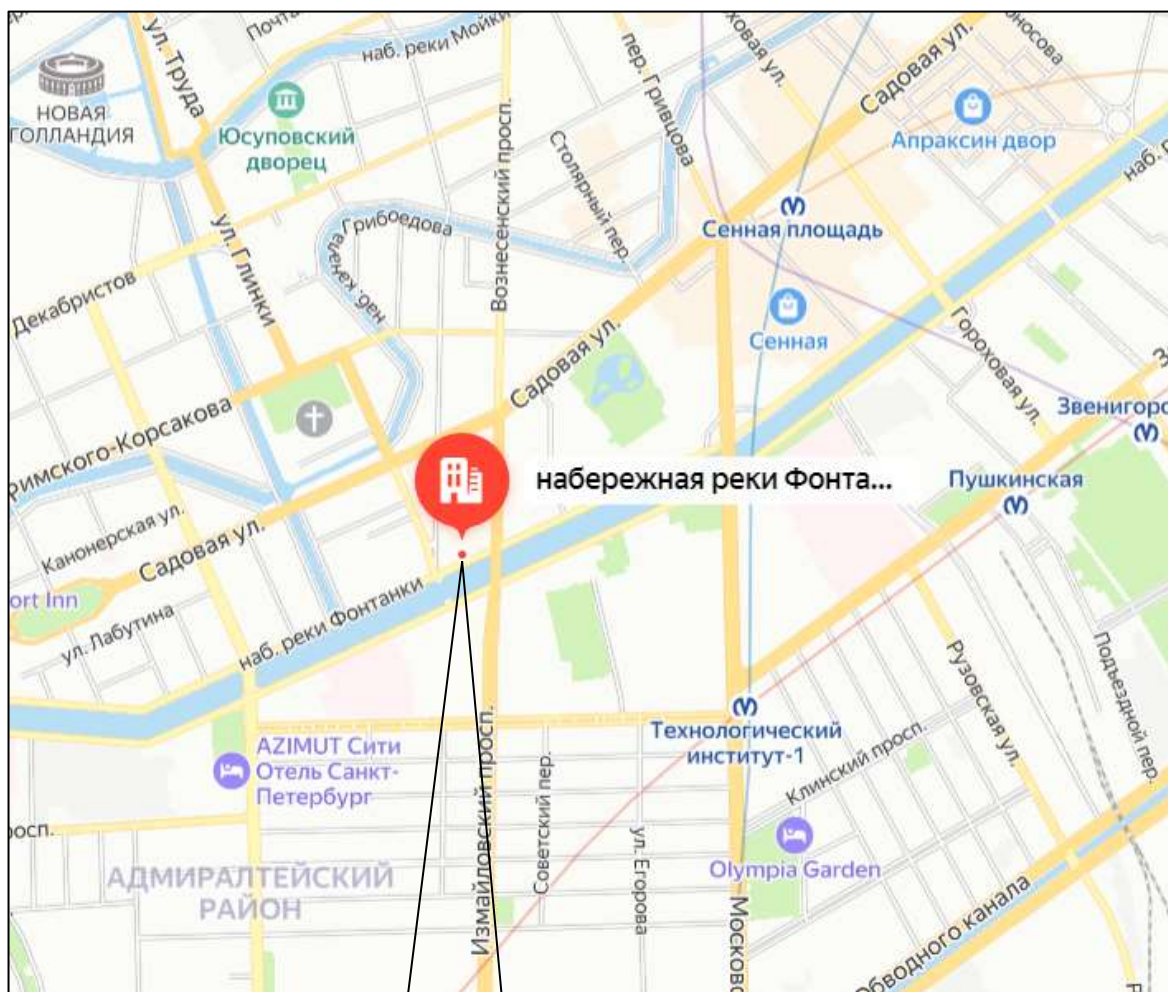 ул. Труда
наб. реки Мойки
НОВАЯ
ГОЛЛАНДИЯ
Юсуповский
дворец
пер. Гривцова
Садовая ул.
Апраксин двор
Столярный пер.
Вознесенский просп.
Сенная площадь
наб. канала Грибоедова
ул. Глинки
Декабристов
Сенная
Садовая ул.
Гороховая ул.
Римского-Корсакова
набережная реки Фонта...
Пушкинская
Канонерская ул.
Садовая ул.
ул. Лабутина
наб. реки Фонтанки
Рузовская ул.
Подъездной пер.
Технологический
институт-1
AZIMUT Сити
Отель Санкт-
Петербург
Измайловский просп.
Советский пер.
ул. Егорова
Клинский просп.
Olympia Garden
АДМИРАЛТЕЙСКИЙ
РАЙОН
Обводного канала